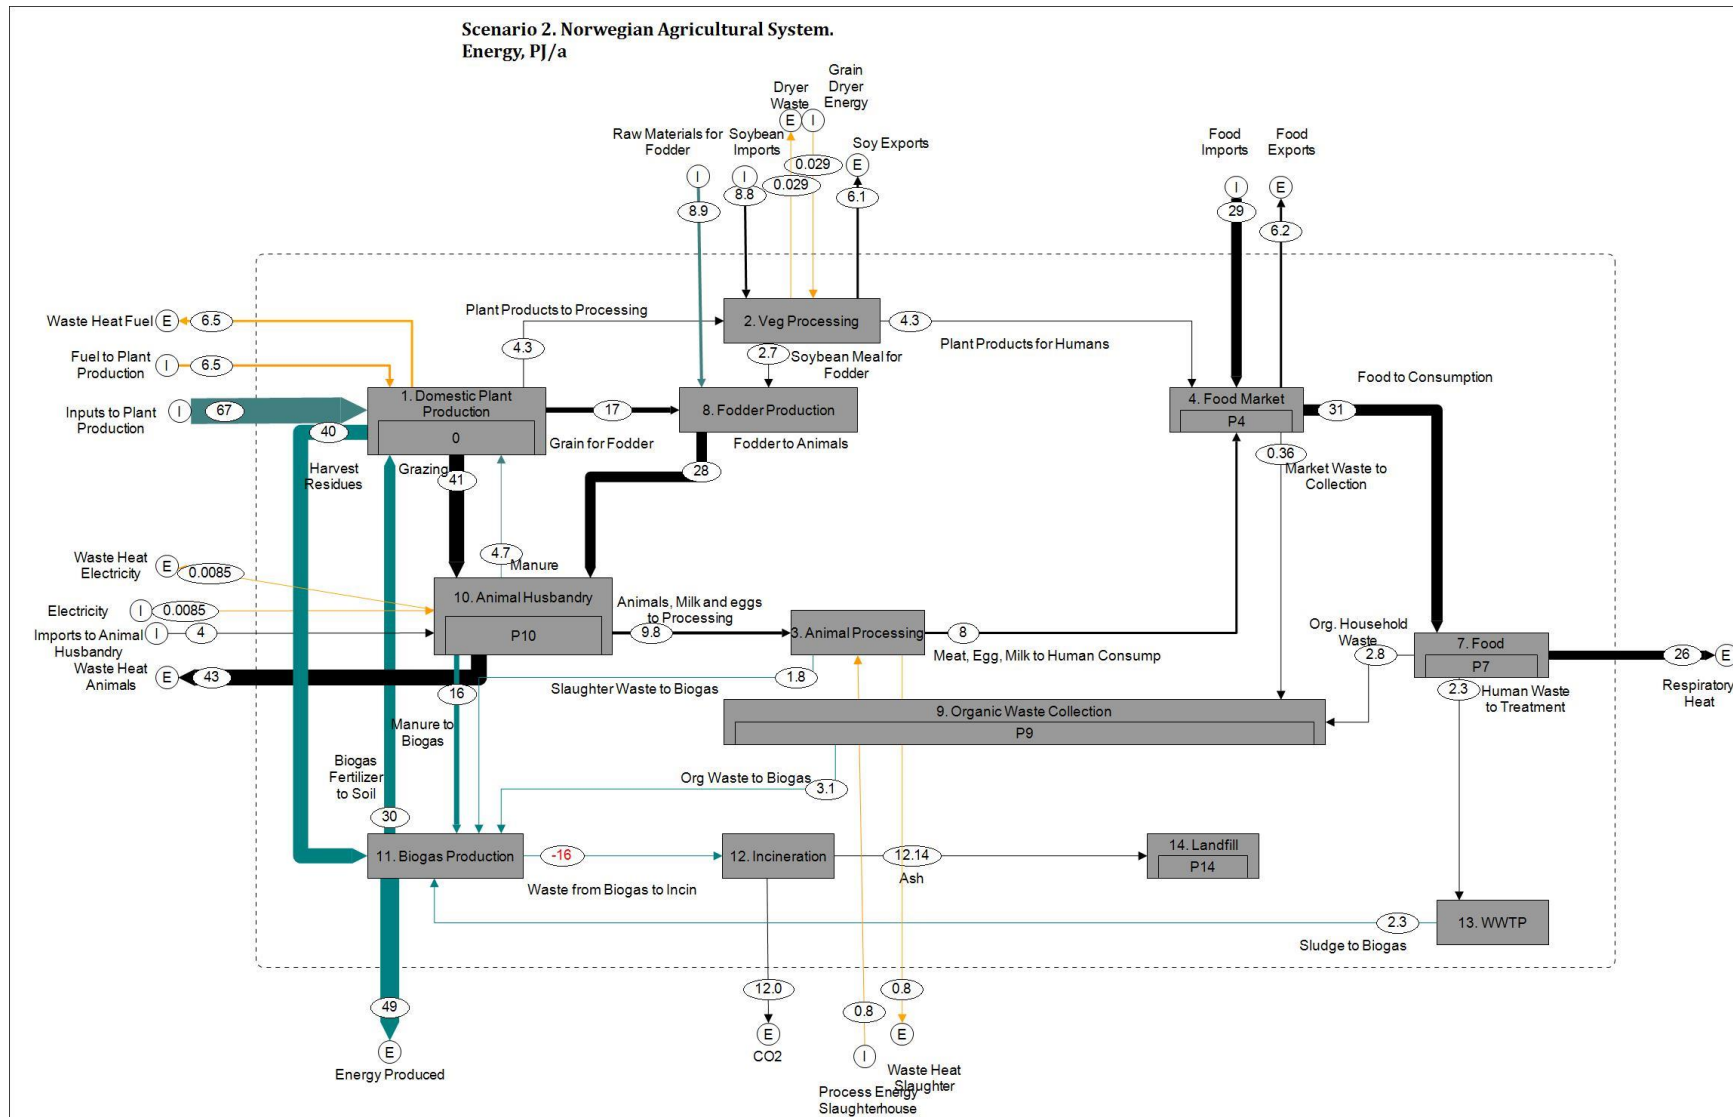 Scenario 2. Norwegian Agricultural System.
Energy, PJ/a
Dryer
Waste
Grain
Dryer
Energy
E
I
Raw Materials for
Fodder
Soybean
Imports
Soy Exports
Food
Imports
Food
Exports
I
I
E
I
E
0.029
0.029
8.9
8.8
6.1
29
6.2
Waste Heat Fuel
E
6.5
Plant Products to Processing
2. Veg Processing
4.3
Plant Products for Humans
4.3
2.7
Soybean Meal for
Fodder
Fuel to Plant
Production
I
6.5
Food to Consumption
Inputs to Plant
Production
I
67
1. Domestic Plant
Production
0
17
Grain for Fodder
8. Fodder Production
Fodder to Animals
4. Food Market
P4
31
40
Harvest
Residues
Grazing
41
28
0.36
Market Waste to
Collection
Waste Heat
Electricity
E
0.0085
4.7
Manure
Electricity
I
0.0085
10. Animal Husbandry
P10
Animals, Milk and eggs
to Processing
9.8
3. Animal Processing
8
Meat, Egg, Milk to Human Consump
Imports to Animal
Husbandry
I
4
Waste Heat
Animals
E
43
Org. Household
Waste
2.8
7. Food
P7
26
E
Respiratory
Heat
16
Slaughter Waste to Biogas
1.8
2.3
Human Waste
to Treatment
Manure to
Biogas
9. Organic Waste Collection
P9
Biogas
Fertilizer
to Soil
Org Waste to Biogas
3.1
30
11. Biogas Production
-16
Waste from Biogas to Incin
12. Incineration
12.14
Ash
14. Landfill
P14
2.3
Sludge to Biogas
13. WWTP
49
E
Energy Produced
12.0
E
CO2
0.8
I
Process Energy
Slaughterhouse
0.8
E
Waste Heat
Slaughter